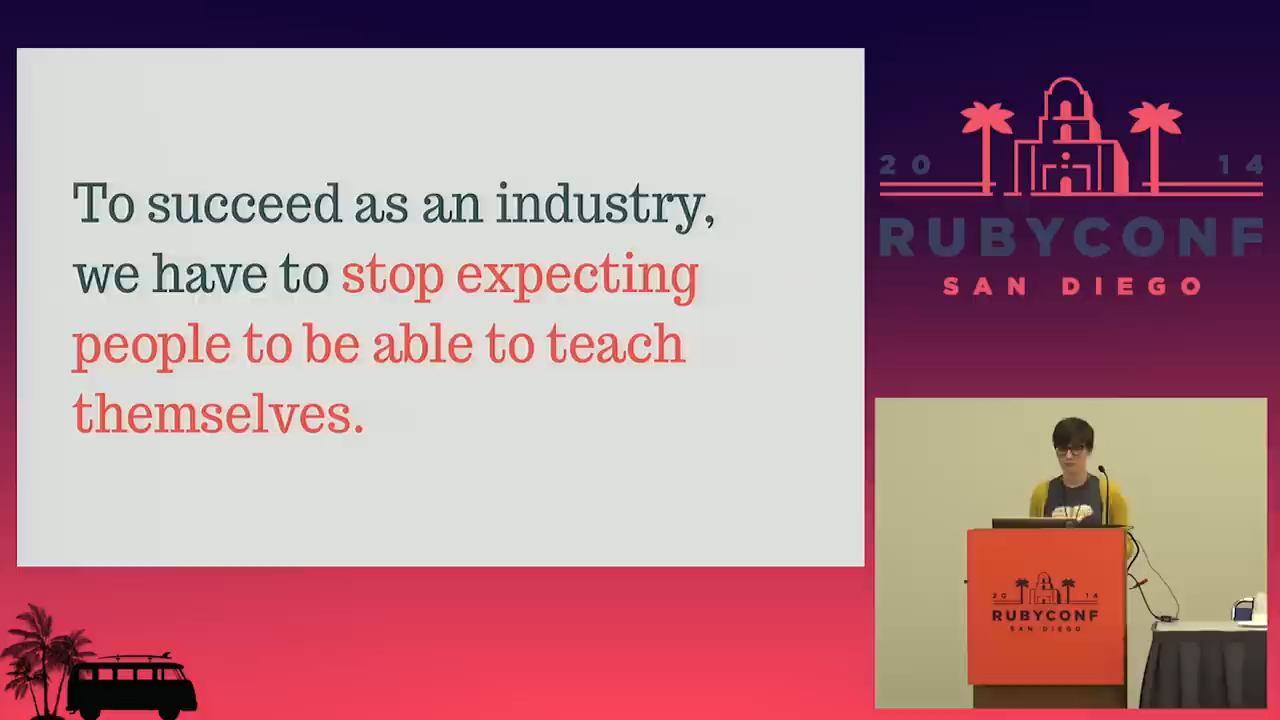 To succeed as an industry,
we have to stop expecting
people to be able to teach
themselves.
20 14
RUBYCONF
SAN DIEGO
20 14
RUBYCONF
SAN DIEGO